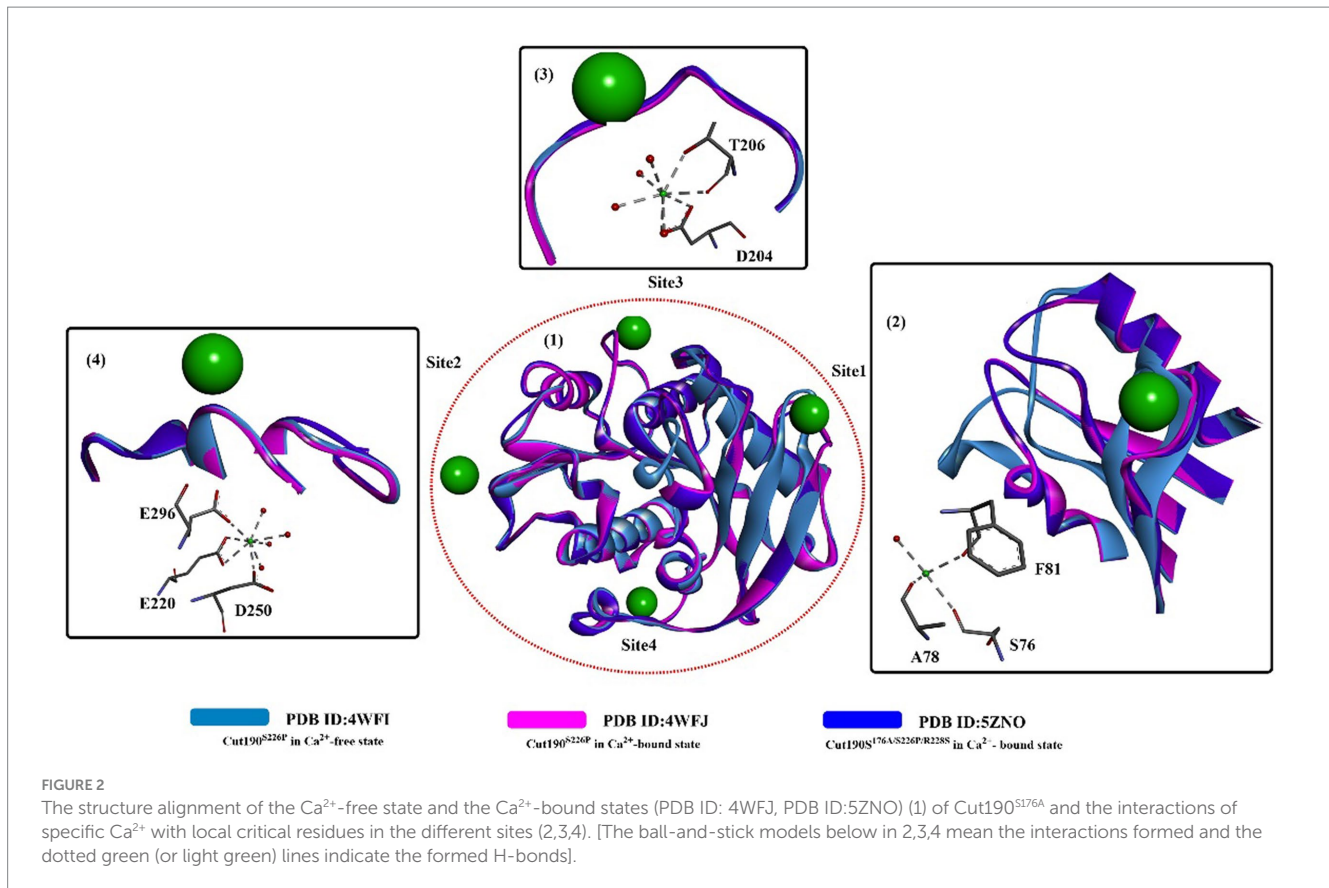 (3)
T206
D204
Site3
(4)
E296
E220
D250
Site2
(1)
Site1
Site4
(2)
F81
A78
S76
PDB ID:4WFI
Cut190S226P in Ca2+-free state
PDB ID:4WFJ
Cut190S226P in Ca2+-bound state
PDB ID:5ZNO
Cut190S176A/S226P/R228S in Ca2+- bound state
FIGURE 2
The structure alignment of the Ca2+-free state and the Ca2+-bound states (PDB ID: 4WFJ, PDB ID:5ZNO) (1) of Cut190S176A and the interactions of
specific Ca2+ with local critical residues in the different sites (2,3,4). [The ball-and-stick models below in 2,3,4 mean the interactions formed and the
dotted green (or light green) lines indicate the formed H-bonds].